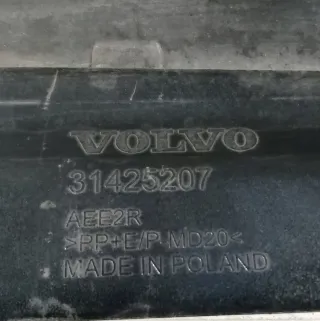 VOLVO
31425207
AEE2R
>PP+E/P-MD20<
MADE IN POLAND